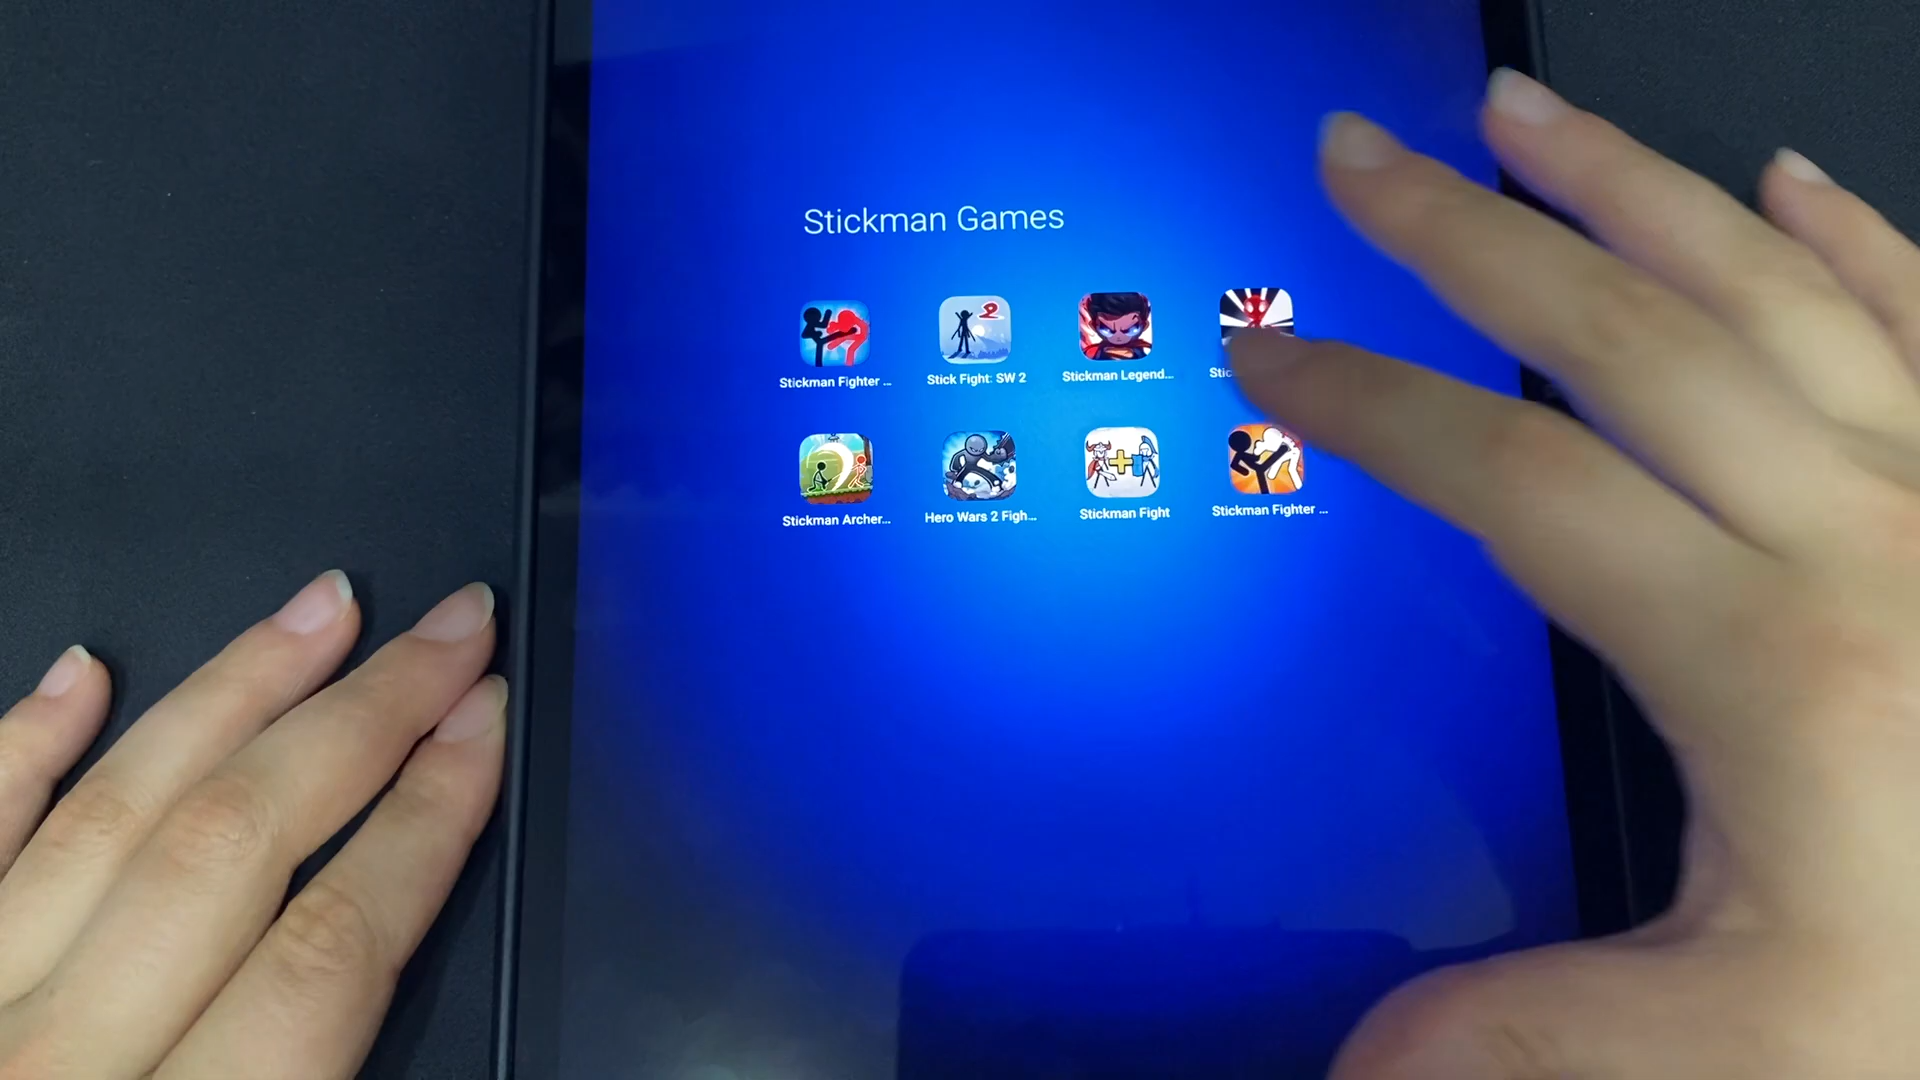 Stickman Games
Stickman Fighter ...
Stick Fight: SW 2
Stickman Legend...
Stickman Archer...
Hero Wars 2 Figh...
Stickman Fight
Stickman Fighter ...
2